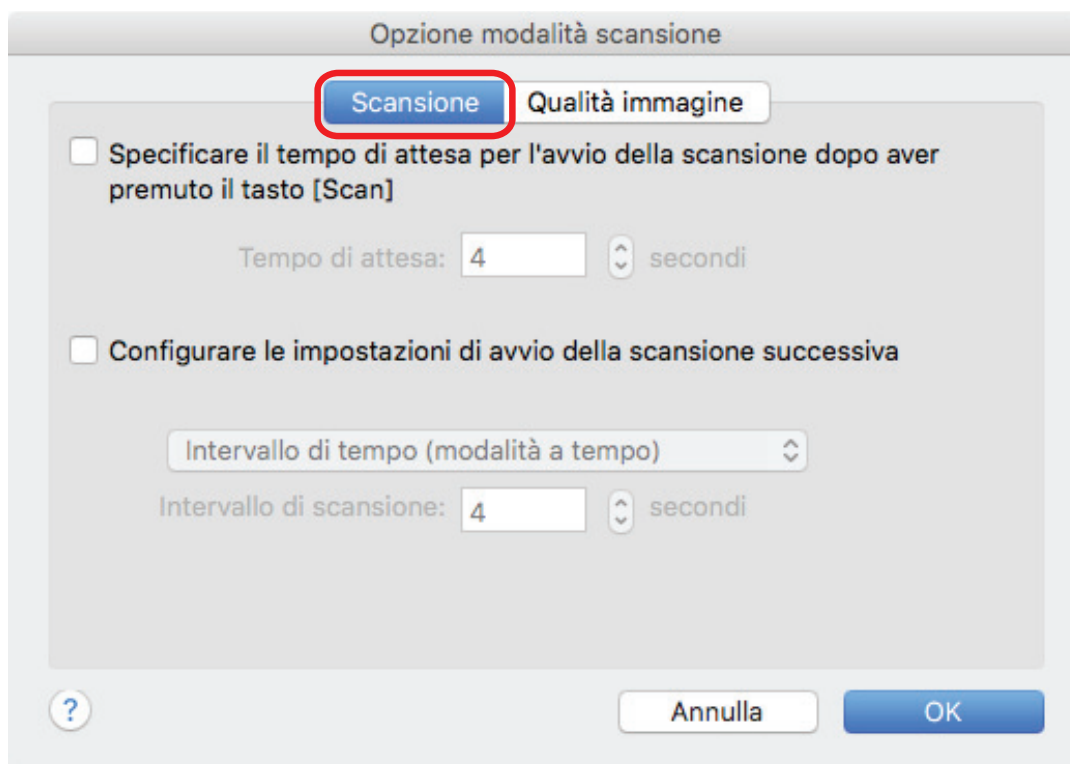 Opzione modalità scansione
Scansione
Qualità immagine
Specificare il tempo di attesa per l'avvio della scansione dopo aver
premuto il tasto [Scan]
Tempo di attesa: 4 secondi
Configurare le impostazioni di avvio della scansione successiva
Intervallo di tempo (modalità a tempo)
Intervallo di scansione: 4 secondi
?
Annulla
OK